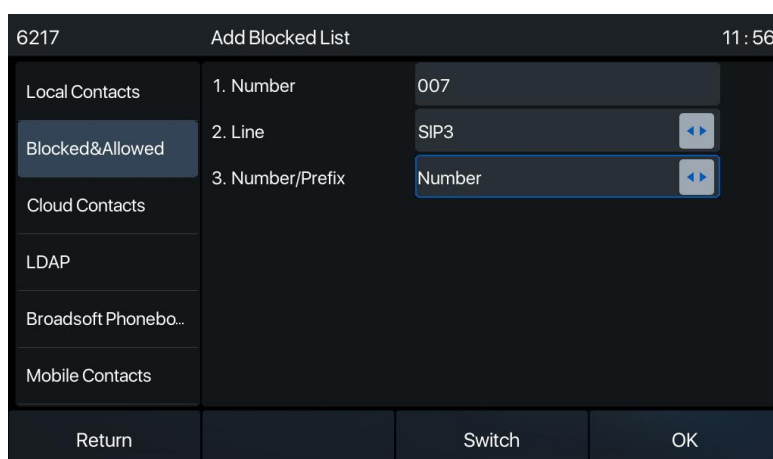 6217 Add Blocked List 11:56
Local Contacts
Blocked&Allowed
Cloud Contacts
LDAP
Broadsoft Phonebo...
Mobile Contacts
1. Number 007
2. Line SIP3
3. Number/Prefix Number
Return Switch OK